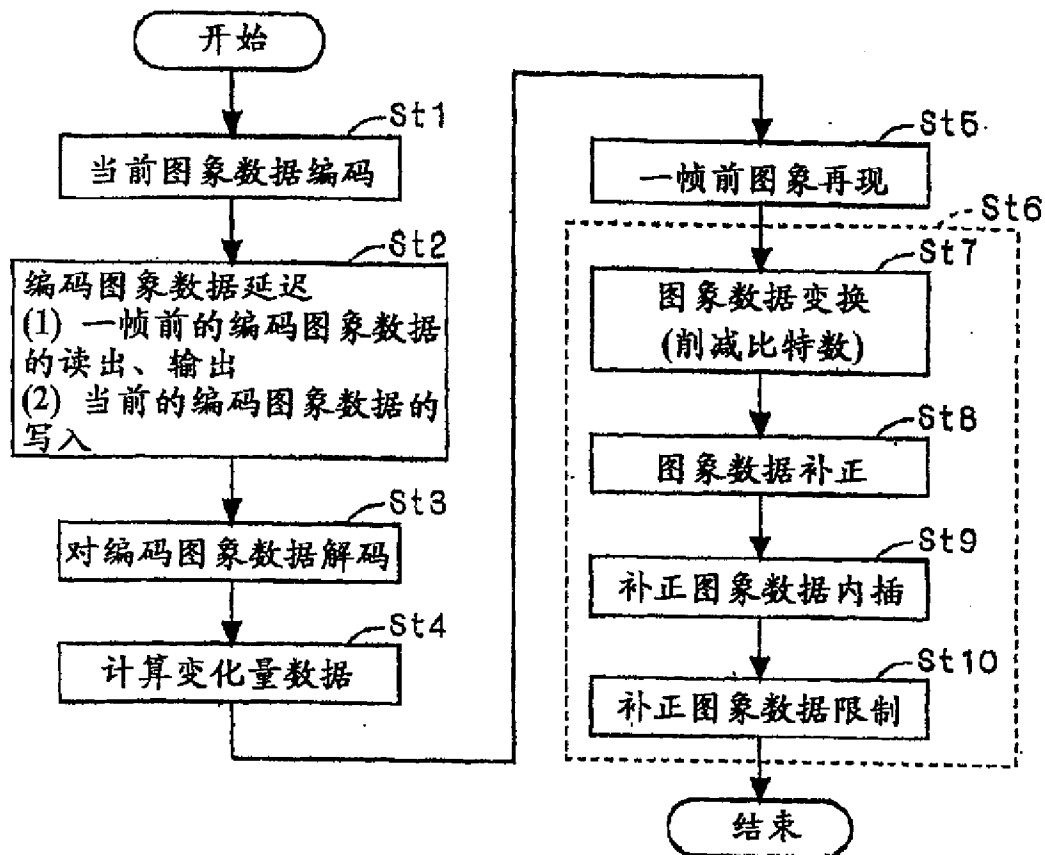 开始
St1
当前图象数据编码
St2
编码图象数据延迟
(1) 一帧前的编码图象数据
的读出、输出
(2) 当前的编码图象数据的
写入
St3
对编码图象数据解码
St4
计算变化量数据
St5
一帧前图象再现
St6
St7
图象数据变换
(削减比特数)
St8
图象数据补正
St9
补正图象数据内插
St10
补正图象数据限制
结束